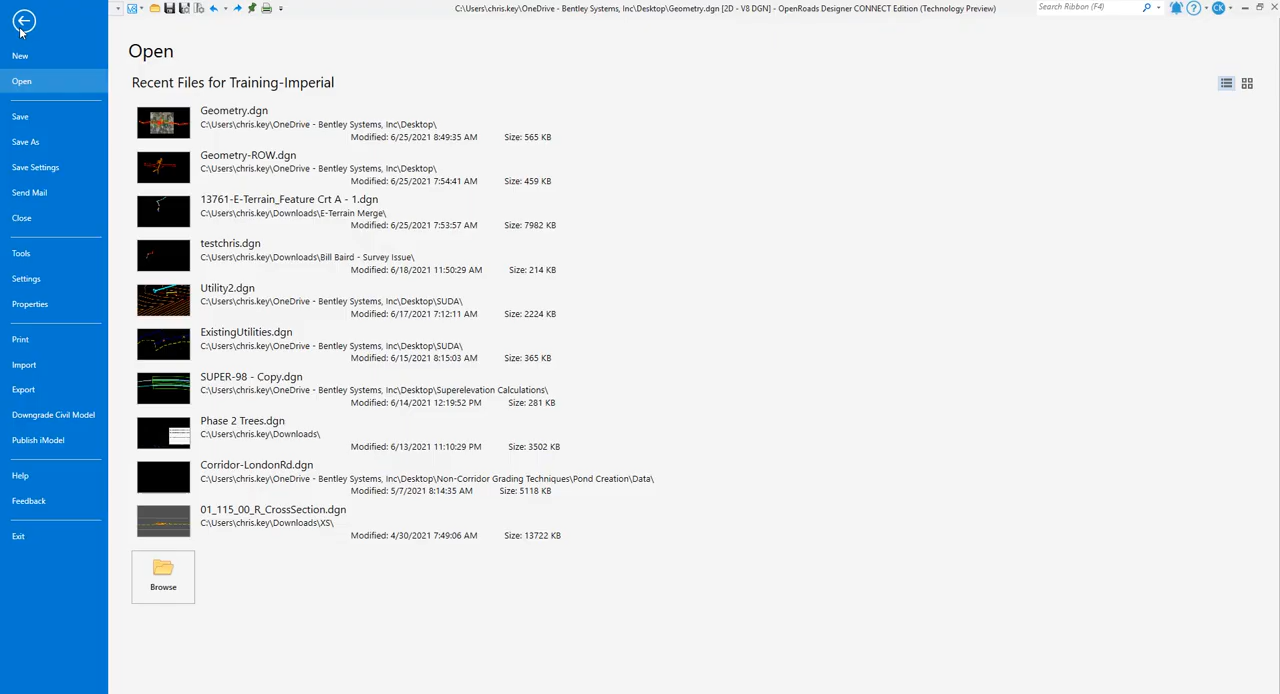 C:\Users\chris.key\OneDrive - Bentley Systems, Inc\Desktop\Geometry.dgn [2D - V8 DGN] - OpenRoads Designer CONNECT Edition (Technology Preview)
Search Ribbon (F4)
CK
New
Open
Save
Save As
Save Settings
Send Mail
Close
Tools
Settings
Properties
Print
Import
Export
Downgrade Civil Model
Publish iModel
Help
Feedback
Exit
Open
Recent Files for Training-Imperial
Geometry.dgn
C:\Users\chris.key\OneDrive - Bentley Systems, Inc\Desktop\
Modified: 6/25/2021 8:49:35 AM Size: 565 KB
Geometry-ROW.dgn
C:\Users\chris.key\OneDrive - Bentley Systems, Inc\Desktop\
Modified: 6/25/2021 7:54:41 AM Size: 459 KB
13761-E-Terrain_Feature Crt A - 1.dgn
C:\Users\chris.key\Downloads\E-Terrain Merge\
Modified: 6/25/2021 7:53:57 AM Size: 7982 KB
testchris.dgn
C:\Users\chris.key\Downloads\Bill Baird - Survey Issue\
Modified: 6/18/2021 11:50:29 AM Size: 214 KB
Utility2.dgn
C:\Users\chris.key\OneDrive - Bentley Systems, Inc\Desktop\SUDA\
Modified: 6/17/2021 7:12:11 AM Size: 2224 KB
ExistingUtilities.dgn
C:\Users\chris.key\OneDrive - Bentley Systems, Inc\Desktop\SUDA\
Modified: 6/15/2021 8:15:03 AM Size: 365 KB
SUPER-98 - Copy.dgn
C:\Users\chris.key\OneDrive - Bentley Systems, Inc\Desktop\Superelevation Calculations\
Modified: 6/14/2021 12:19:52 PM Size: 281 KB
Phase 2 Trees.dgn
C:\Users\chris.key\Downloads\
Modified: 6/13/2021 11:10:29 PM Size: 3502 KB
Corridor-LondonRd.dgn
C:\Users\chris.key\OneDrive - Bentley Systems, Inc\Desktop\Non-Corridor Grading Techniques\Pond Creation\Data\
Modified: 5/7/2021 8:14:35 AM Size: 5118 KB
01_115_00_R_CrossSection.dgn
C:\Users\chris.key\Downloads\XS\
Modified: 4/30/2021 7:49:06 AM Size: 13722 KB
Browse